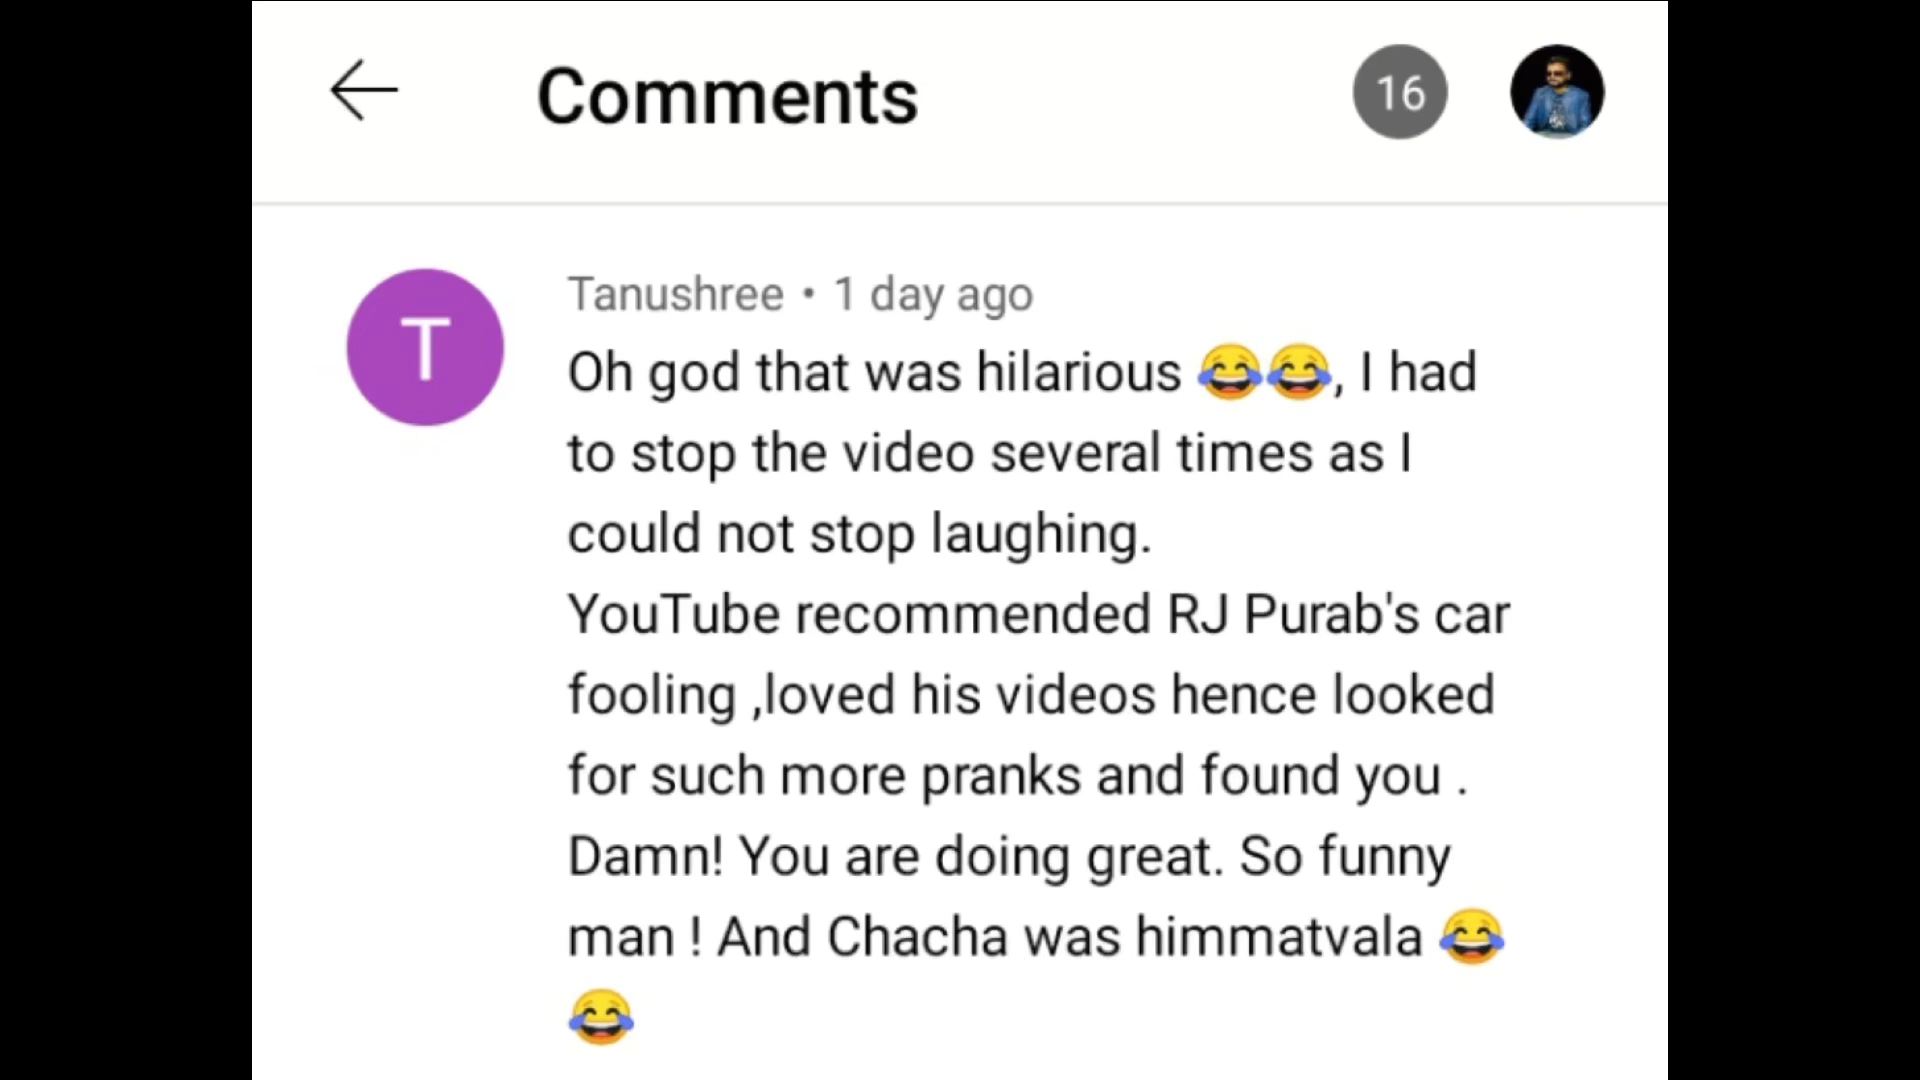 Comments
16
T
Tanushree • 1 day ago
Oh god that was hilarious 😂😂, I had
to stop the video several times as I
could not stop laughing.
YouTube recommended RJ Purab's car
fooling ,loved his videos hence looked
for such more pranks and found you .
Damn! You are doing great. So funny
man ! And Chacha was himmatvala 😂
😂